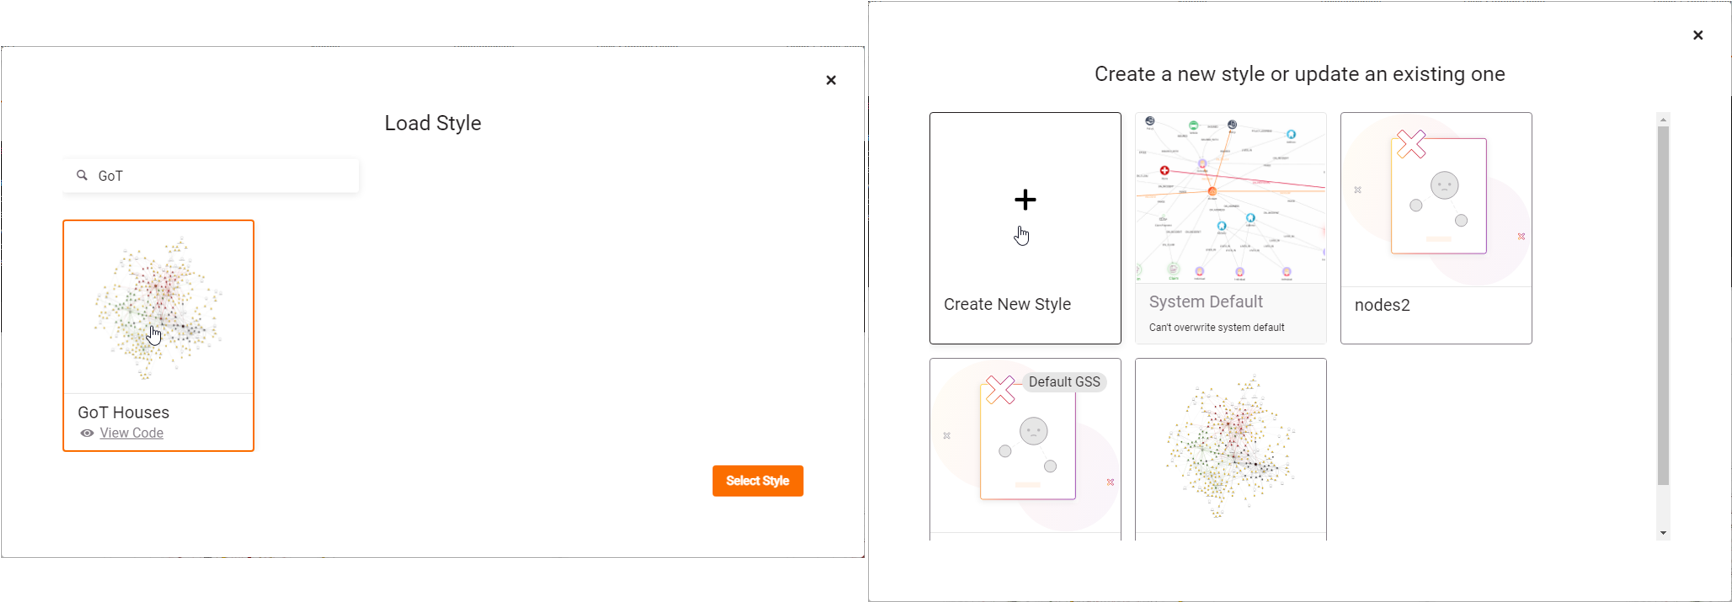 Load Style
GoT
GoT Houses
View Code
Select Style
Create a new style or update an existing one
Create New Style
System Default
Can't overwrite system default
nodes2
Default GSS